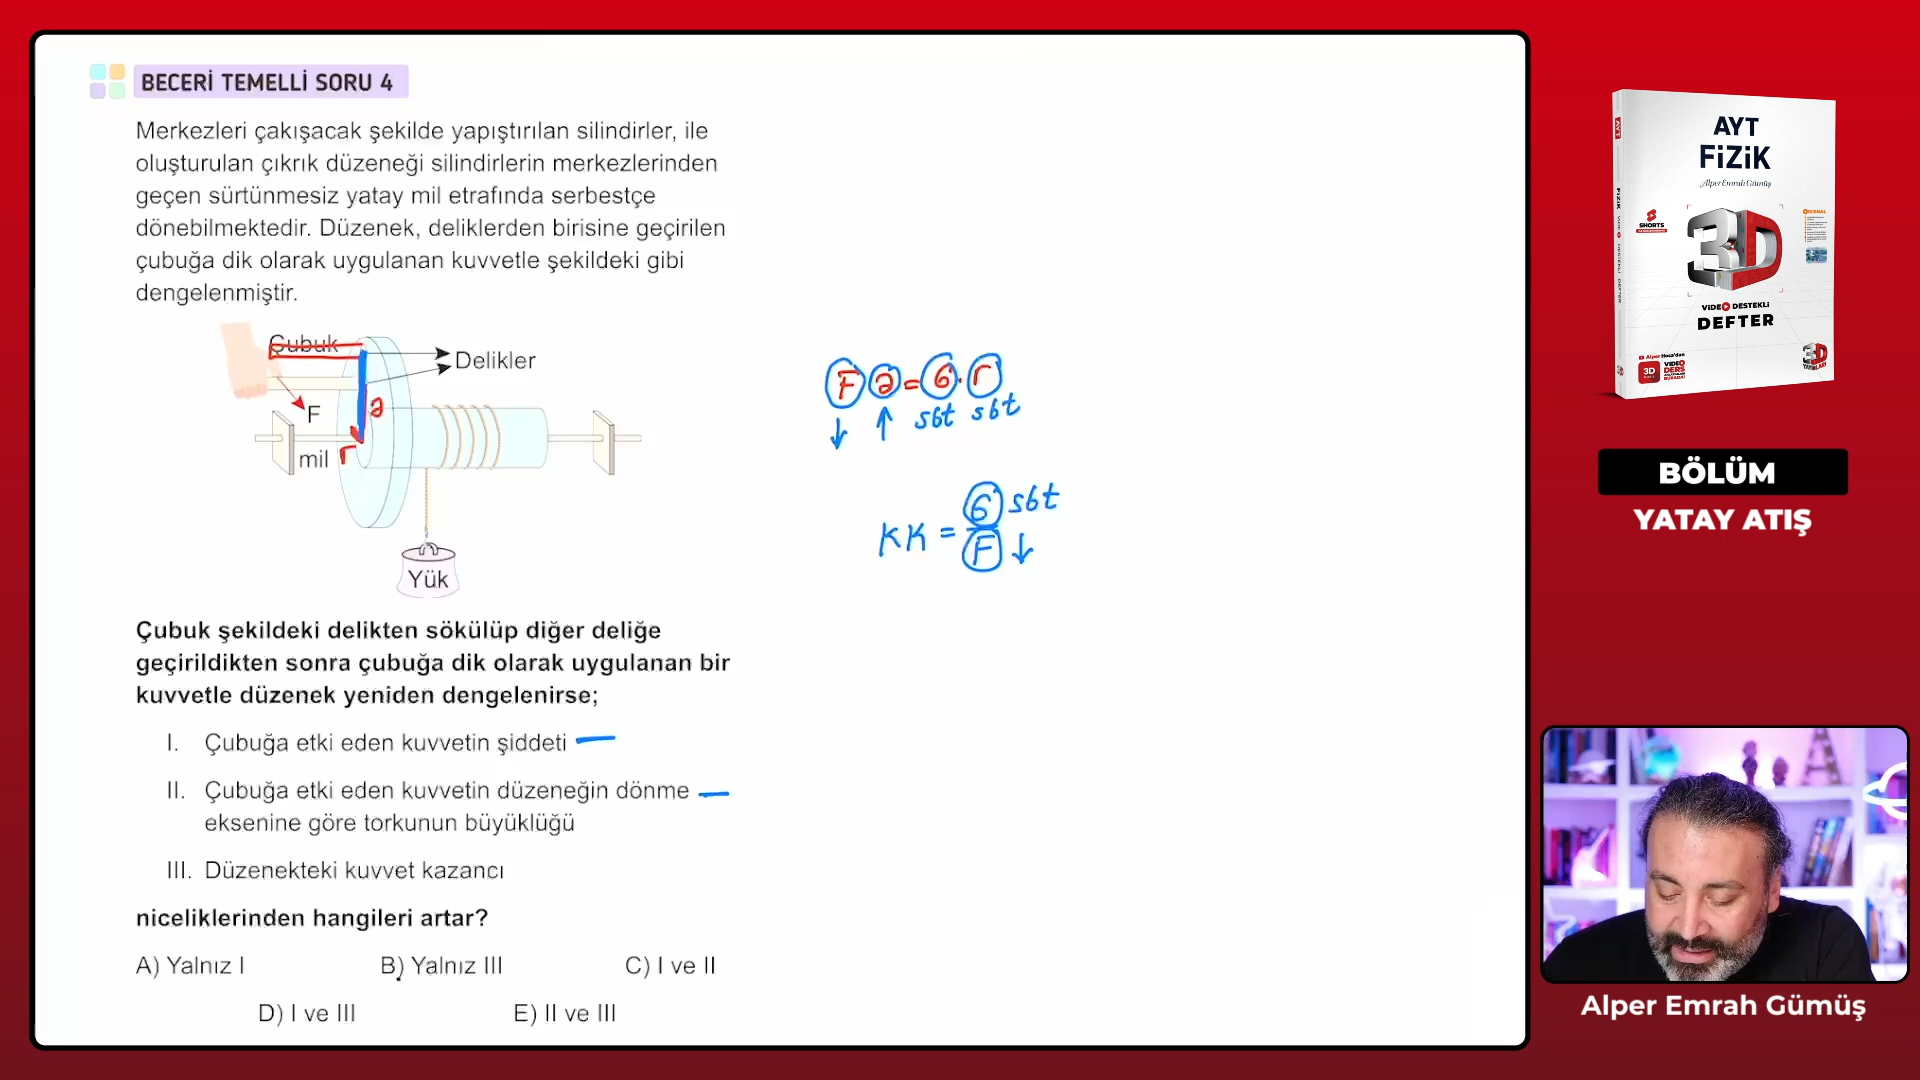 BECERİ TEMELLİ SORU 4
Merkezleri çakışacak şekilde yapıştırılan silindirler, ile
oluşturulan çıkrık düzeneği silindirlerin merkezlerinden
geçen sürtünmesiz yatay mil etrafında serbestçe
dönebilmektedir. Düzenek, deliklerden birisine geçirilen
çubuğa dik olarak uygulanan kuvvetle şekildeki gibi
dengelenmiştir.
Çubuk
Delikler
F
a
mil
r
Yük
F a = G . r
↓ ↑ sbt sbt
KK = G sbt
F ↓
Çubuk şekildeki delikten sökülüp diğer deliğe
geçirildikten sonra çubuğa dik olarak uygulanan bir
kuvvetle düzenek yeniden dengelenirse;
I. Çubuğa etki eden kuvvetin şiddeti
II. Çubuğa etki eden kuvvetin düzeneğin dönme
eksenine göre torkunun büyüklüğü
III. Düzenekteki kuvvet kazancı
niceliklerinden hangileri artar?
A) Yalnız I B) Yalnız III C) I ve II
D) I ve III E) II ve III
AYT
FiZiK
Alper Emrah Gümüş
SHORTS
3D
ViDEO DESTEKLi
DEFTER
BÖLÜM
YATAY ATIŞ
Alper Emrah Gümüş